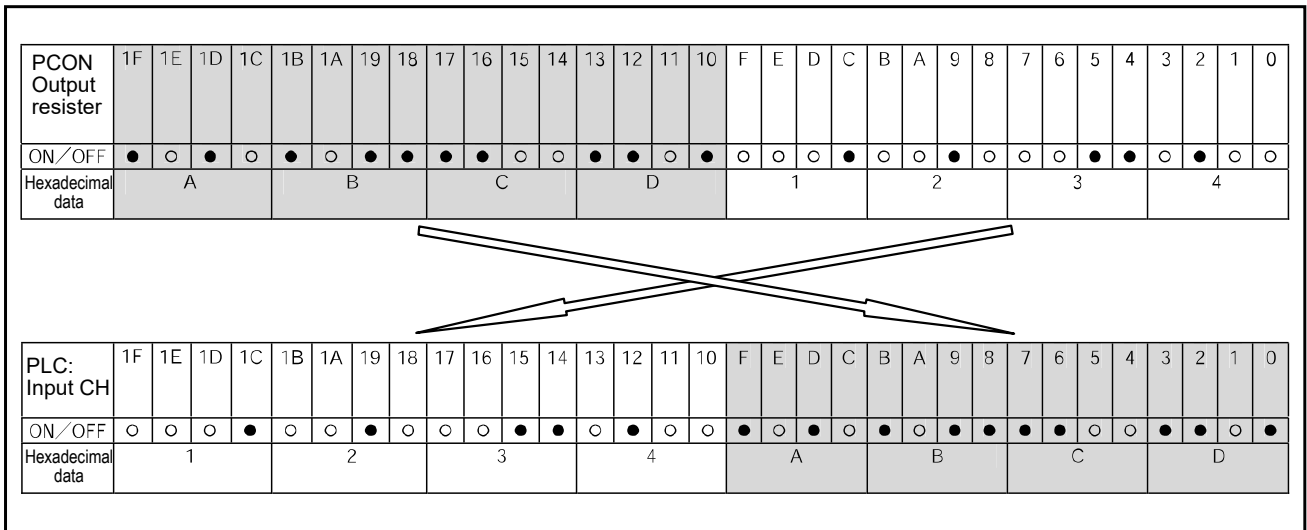 PCON
Output
resister
1F 1E 1D 1C 1B 1A 19 18 17 16 15 14 13 12 11 10 F E D C B A 9 8 7 6 5 4 3 2 1 0
ON/OFF ● ○ ● ○ ● ○ ● ● ● ● ○ ○ ● ● ○ ● ○ ○ ○ ● ○ ○ ● ○ ○ ○ ● ● ○ ● ○ ○
Hexadecimal
data
A B C D 1 2 3 4
PLC:
Input CH
1F 1E 1D 1C 1B 1A 19 18 17 16 15 14 13 12 11 10 F E D C B A 9 8 7 6 5 4 3 2 1 0
ON/OFF ○ ○ ○ ● ○ ○ ● ○ ○ ○ ● ● ○ ● ○ ○ ● ○ ● ○ ● ○ ● ● ● ● ○ ○ ● ● ○ ●
Hexadecimal
data
1 2 3 4 A B C D